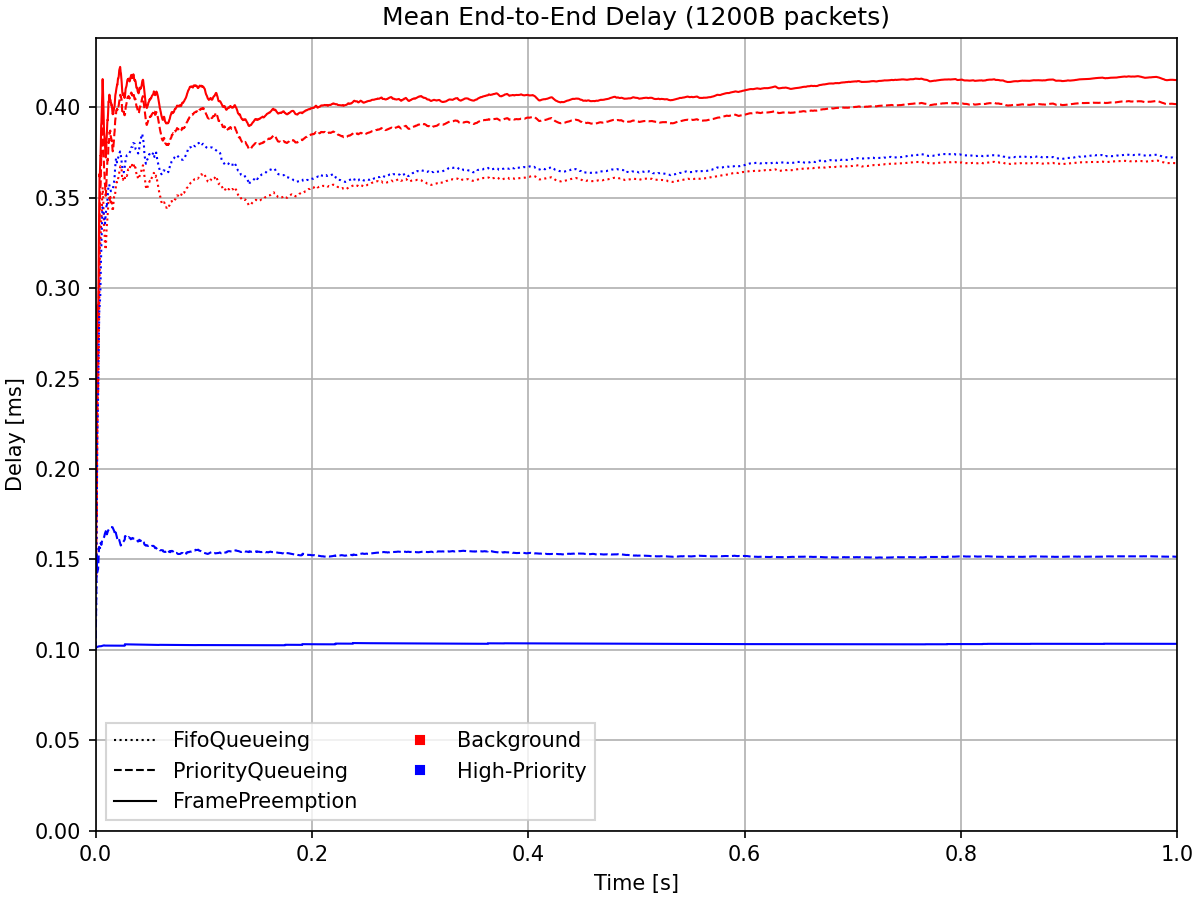 Mean End-to-End Delay (1200B packets)
Delay [ms]
0.40
0.35
0.30
0.25
0.20
0.15
0.10
0.05
0.00
FifoQueueing
PriorityQueueing
FramePreemption
Background
High-Priority
0.0 0.2 0.4 0.6 0.8 1.0
Time [s]